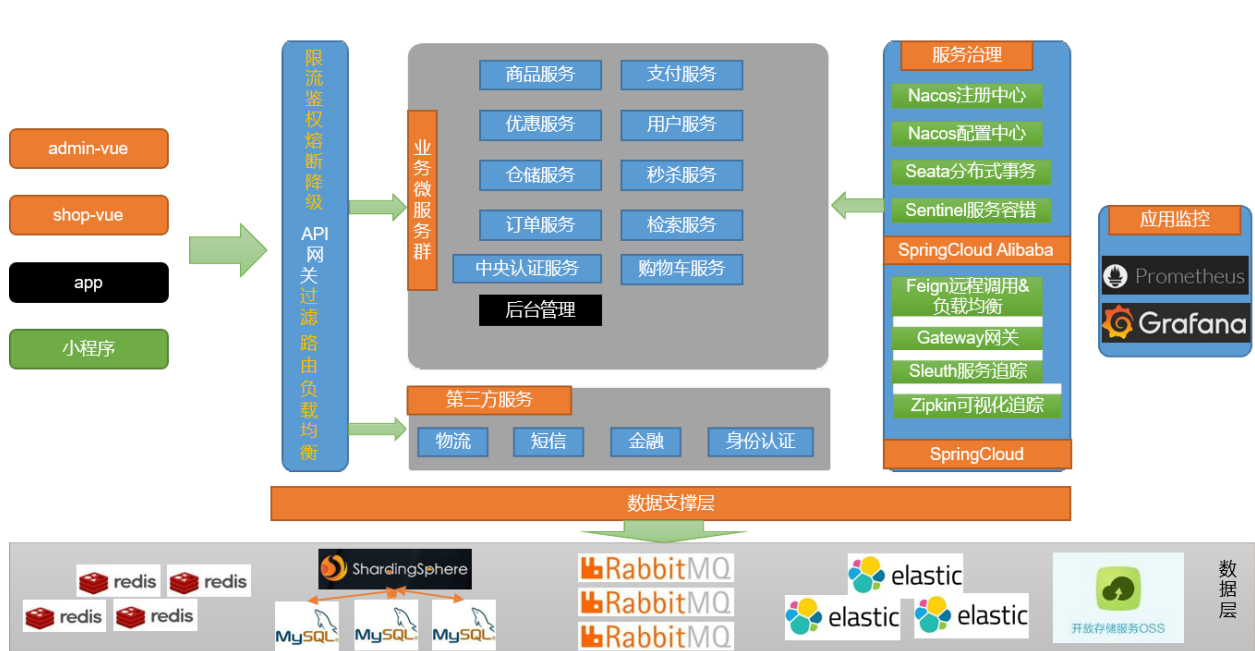 admin-vue
shop-vue
app
小程序
限流鉴权熔断降级
API
网关
过滤
路由负载均衡
业务微服务群
商品服务
支付服务
优惠服务
用户服务
仓储服务
秒杀服务
订单服务
检索服务
中央认证服务
购物车服务
后台管理
第三方服务
物流
短信
金融
身份认证
服务治理
Nacos注册中心
Nacos配置中心
Seata分布式事务
Sentinel服务容错
SpringCloud Alibaba
Feign远程调用&
负载均衡
Gateway网关
Sleuth服务追踪
Zipkin可视化追踪
SpringCloud
应用监控
Prometheus
Grafana
数据支撑层
redis
redis
redis
redis
ShardingSphere
MySQL
MySQL
MySQL
RabbitMQ
RabbitMQ
RabbitMQ
elastic
elastic
elastic
开放存储服务OSS
数据层